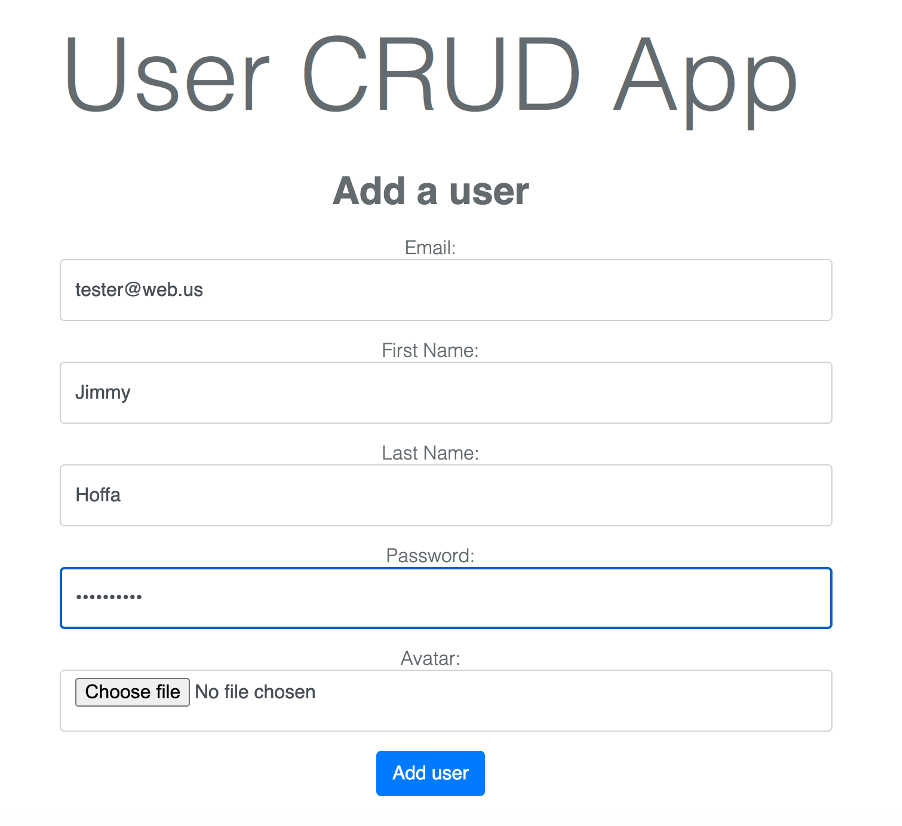 User CRUD App
Add a user
Email:
tester@web.us
First Name:
Jimmy
Last Name:
Hoffa
Password:
••••••••••
Avatar:
Choose file No file chosen
Add user